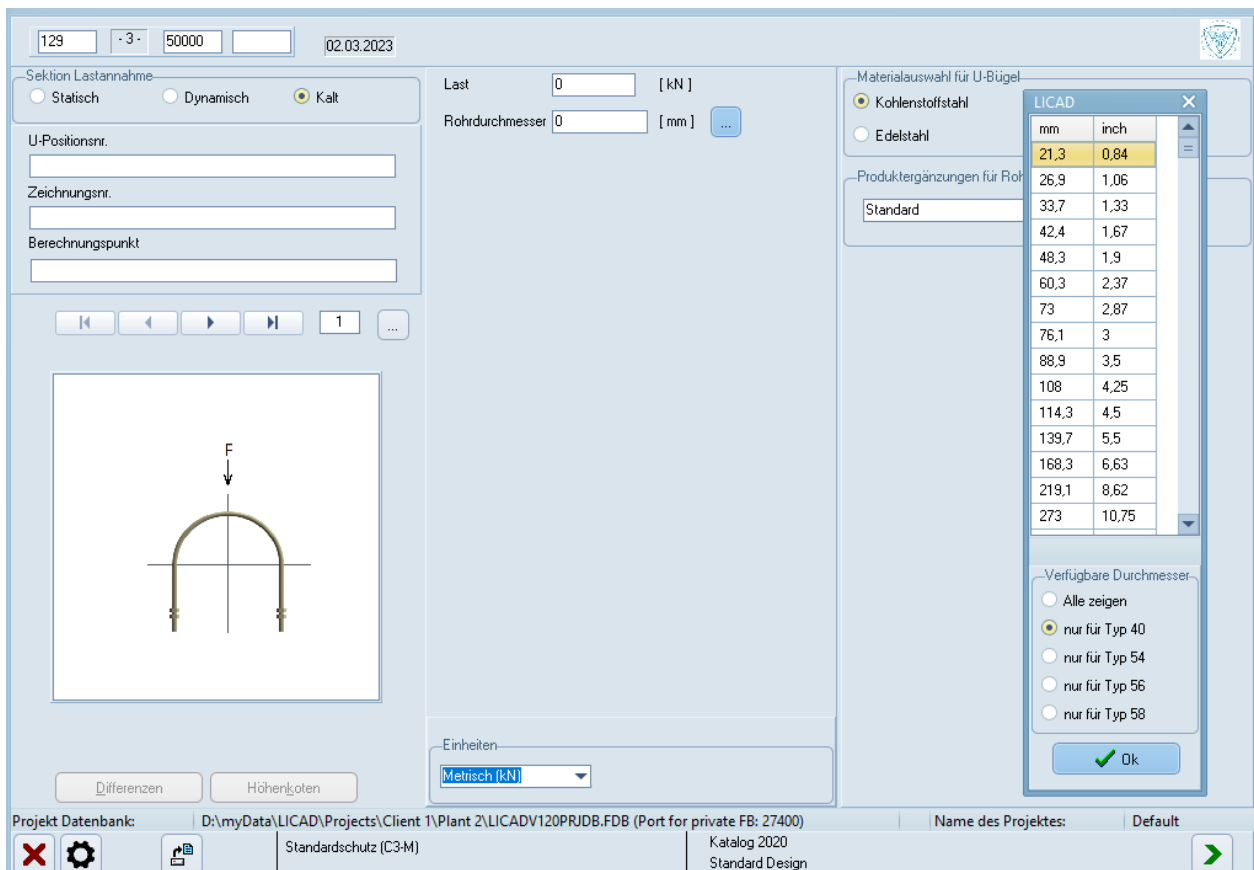 129 - 3 - 50000 02.03.2023
Sektion Lastannahme
Statisch Dynamisch Kalt
U-Positionsnr.
Zeichnungsnr.
Berechnungspunkt
1 ...
F
Differenzen Höhenkoten
Last 0 [ kN ]
Rohrdurchmesser 0 [ mm ] ...
Einheiten
Metrisch (kN)
Materialauswahl für U-Bügel
Kohlenstoffstahl
Edelstahl
Produktergänzungen für Roh
Standard
LICAD
mm inch
21,3 0,84
26,9 1,06
33,7 1,33
42,4 1,67
48,3 1,9
60,3 2,37
73 2,87
76,1 3
88,9 3,5
108 4,25
114,3 4,5
139,7 5,5
168,3 6,63
219,1 8,62
273 10,75
Verfügbare Durchmesser
Alle zeigen
nur für Typ 40
nur für Typ 54
nur für Typ 56
nur für Typ 58
Ok
Projekt Datenbank: D:\myData\LICAD\Projects\Client 1\Plant 2\LICADV120PRJDB.FDB (Port for private FB: 27400) Name des Projektes: Default
Standardschutz (C3-M)
Katalog 2020
Standard Design